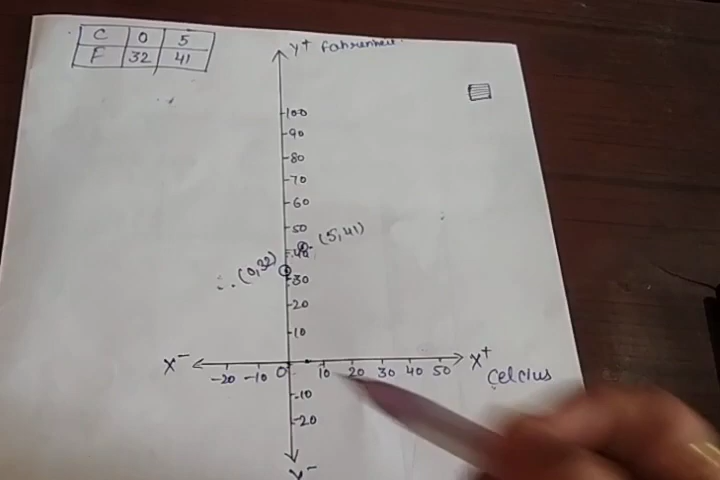 C 0 5
F 32 41
Y+ Fahrenheit
100
90
80
70
60
50
(5,41)
40
∴ (0,32)
30
20
10
X- X+
-20 -10 0 10 20 30 40 50
Celcius
-10
-20
Y-